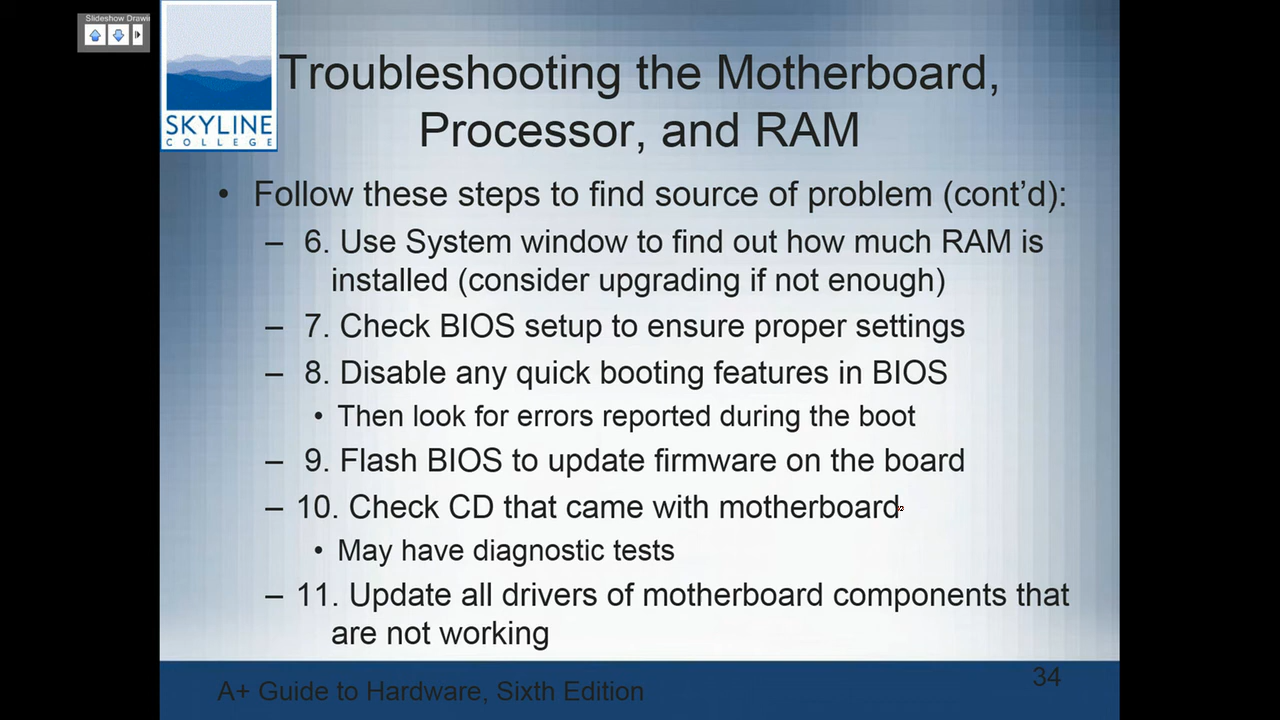 Slideshow Drawi
SKYLINE
COLLEGE
Troubleshooting the Motherboard,
Processor, and RAM
• Follow these steps to find source of problem (cont’d):
– 6. Use System window to find out how much RAM is
installed (consider upgrading if not enough)
– 7. Check BIOS setup to ensure proper settings
– 8. Disable any quick booting features in BIOS
• Then look for errors reported during the boot
– 9. Flash BIOS to update firmware on the board
– 10. Check CD that came with motherboard
• May have diagnostic tests
– 11. Update all drivers of motherboard components that
are not working
A+ Guide to Hardware, Sixth Edition
34